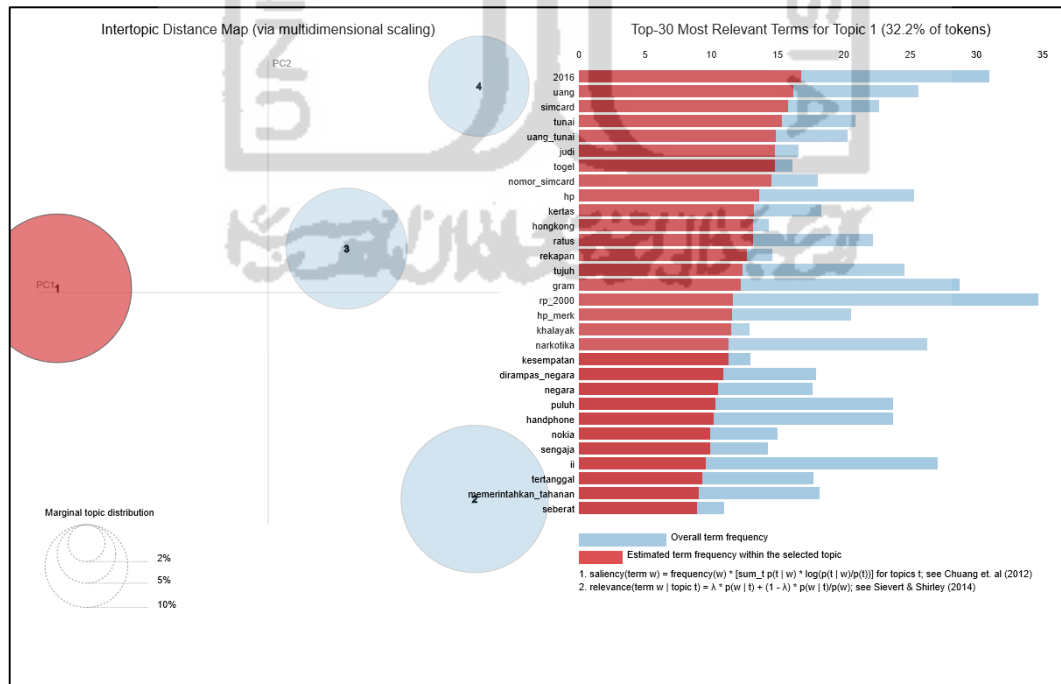 Intertopic Distance Map (via multidimensional scaling)
PC2
PC1
4
3
1
2
Marginal topic distribution
2%
5%
10%
Top-30 Most Relevant Terms for Topic 1 (32.2% of tokens)
0 5 10 15 20 25 30 35
2016
uang
simcard
tunai
uang_tunai
judi
togel
nomor_simcard
hp
kertas
hongkong
ratus
rekapan
tujuh
gram
rp_2000
hp_merk
khalayak
narkotika
kesempatan
dirampas_negara
negara
puluh
handphone
nokia
sengaja
ii
tertanggal
memerintahkan_tahanan
seberat
Overall term frequency
Estimated term frequency within the selected topic
1. saliency(term w) = frequency(w) * [sum_t p(t | w) * log(p(t | w)/p(t))] for topics t; see Chuang et. al (2012)
2. relevance(term w | topic t) = λ * p(w | t) + (1 - λ) * p(w | t)/p(w); see Sievert & Shirley (2014)